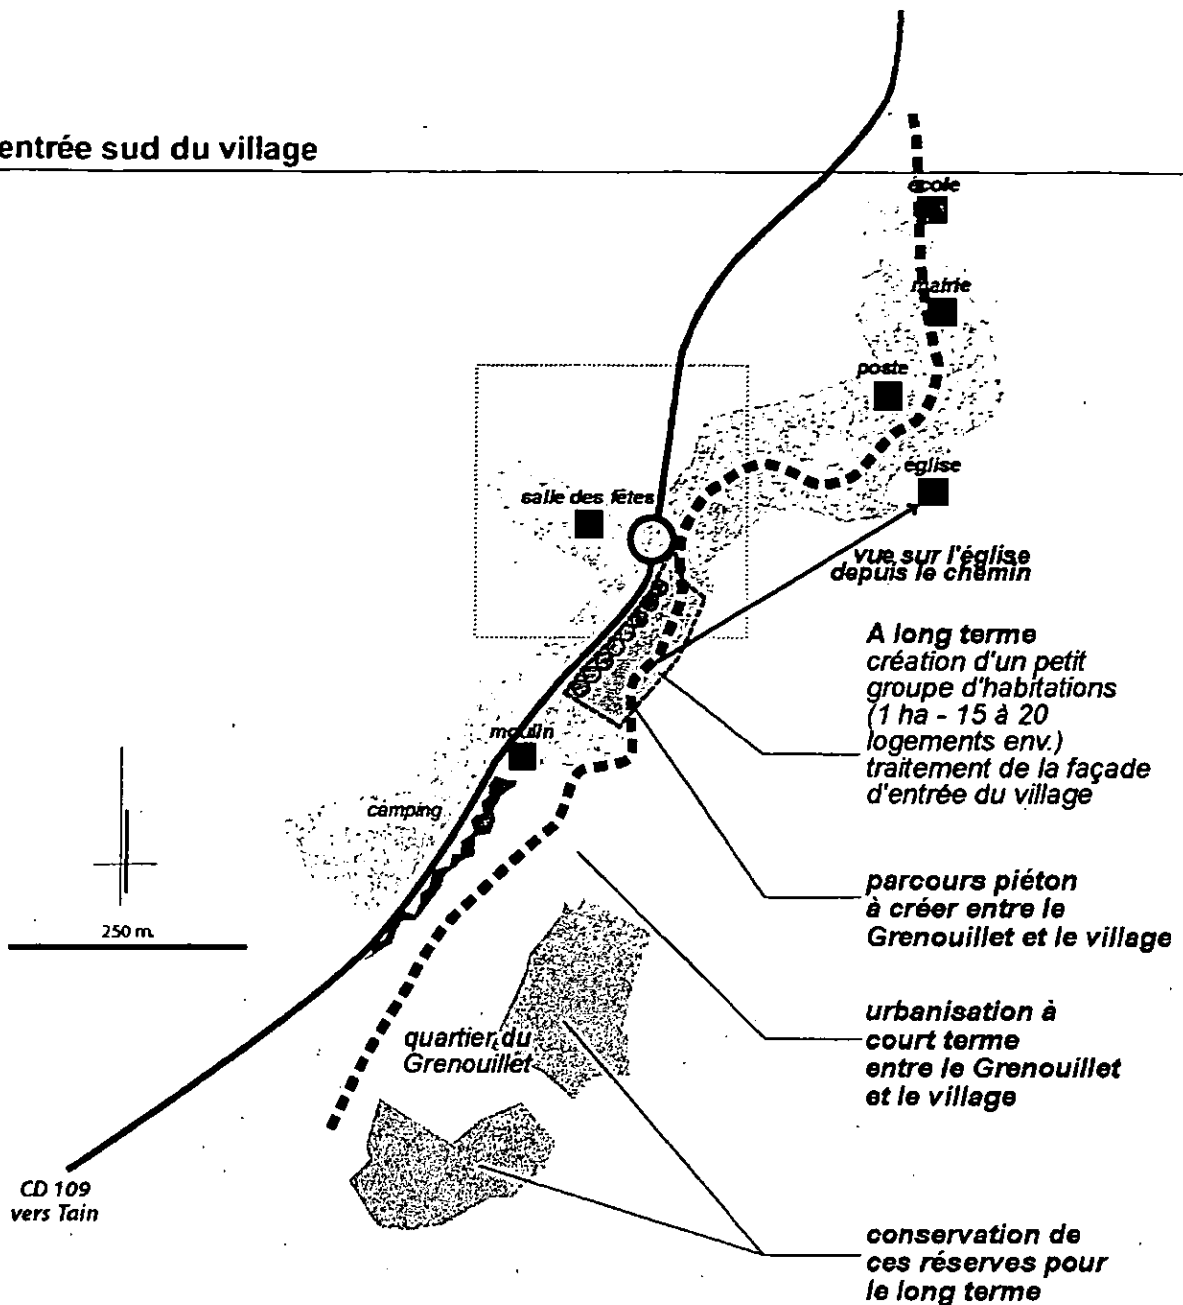 entrée sud du village
école
mairie
poste
église
salle des fêtes
vue sur l'église
depuis le chemin
A long terme
création d'un petit
groupe d'habitations
(1 ha - 15 à 20
logements env.)
traitement de la façade
d'entrée du village
moulin
camping
250 m.
parcours piéton
à créer entre le
Grenouillet et le village
urbanisation à
court terme
entre le Grenouillet
et le village
quartier du
Grenouillet
CD 109
vers Tain
conservation de
ces réserves pour
le long terme